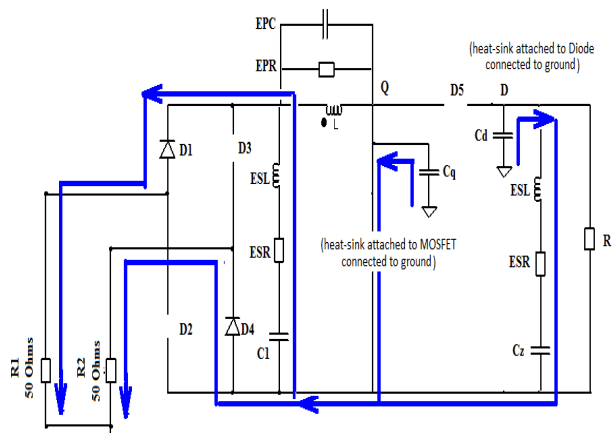 EPC
(heat-sink attached to Diode
connected to ground)
EPR
Q
D5
D
L
Cd
D1
D3
ESL
Cq
ESL
(heat-sink attached to MOSFET
connected to ground)
R
ESR
ESR
D2
D4
C1
Cz
R1
50 Ohms
R2
50 Ohms